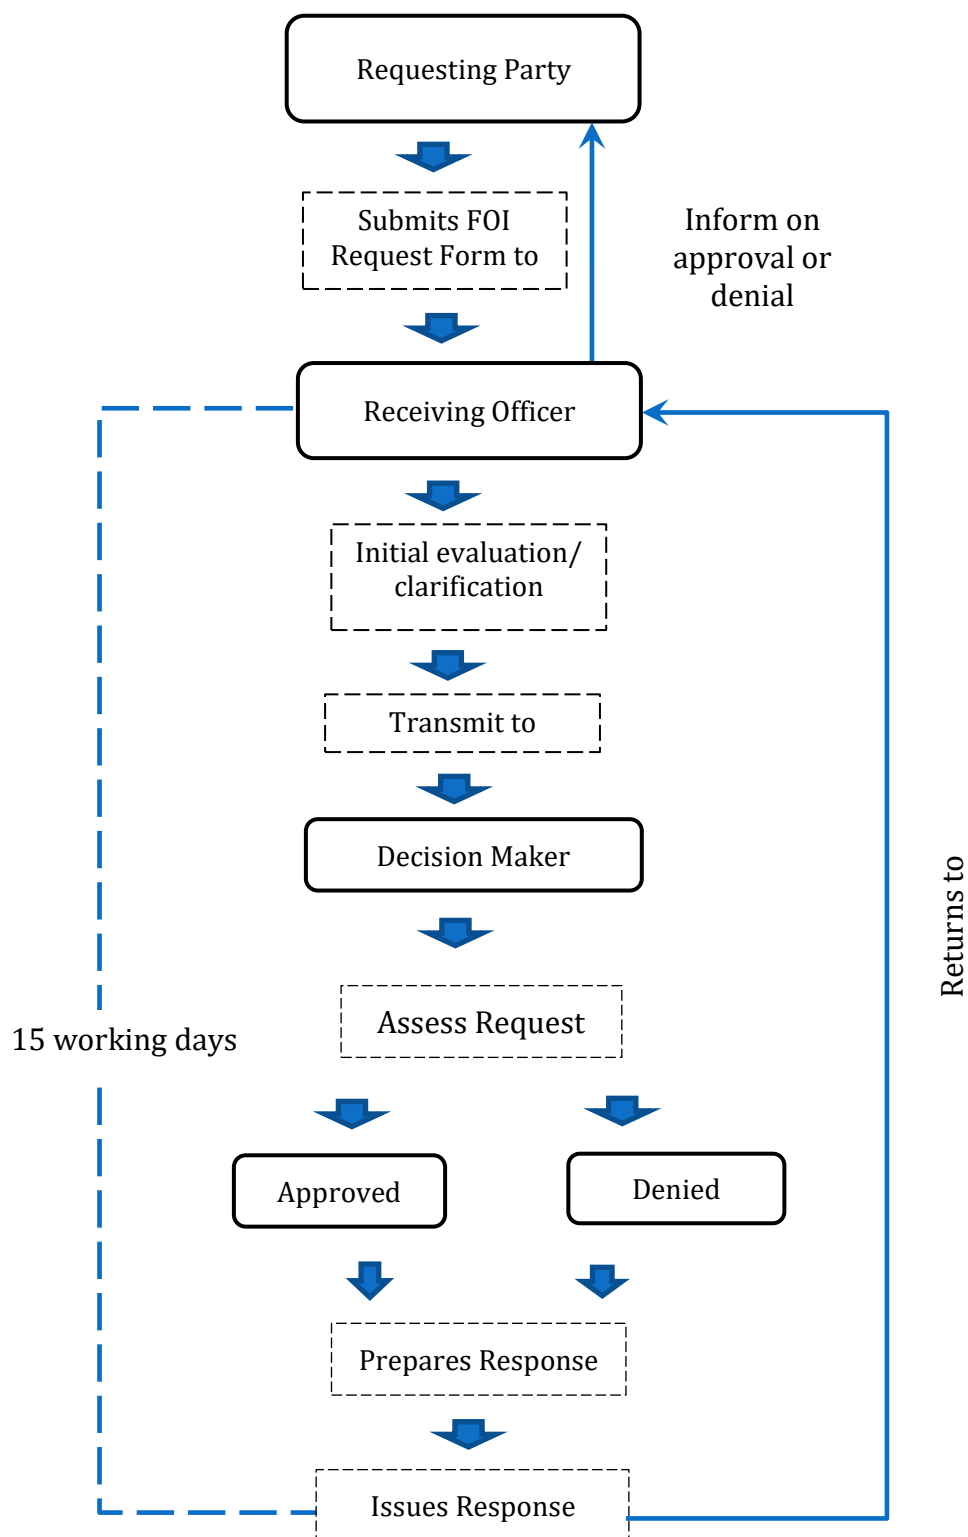 Requesting Party
Submits FOI
Request Form to
Inform on
approval or
denial
Receiving Officer
Initial evaluation/
clarification
Transmit to
Decision Maker
Returns to
Assess Request
15 working days
Approved
Denied
Prepares Response
Issues Response